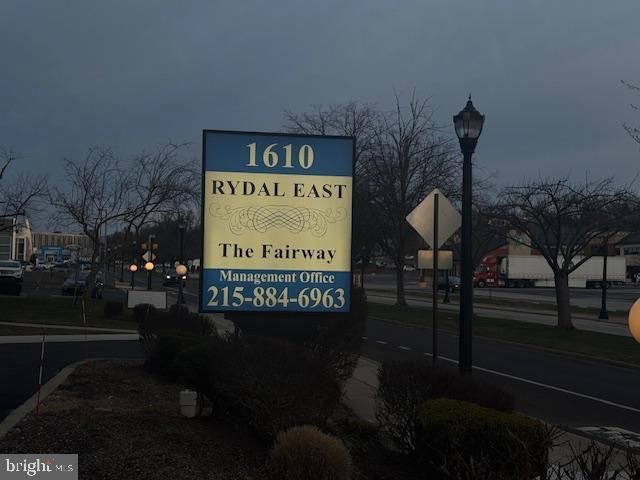 1610
RYDAL EAST
The Fairway
Management Office
215-884-6963
bright MLS